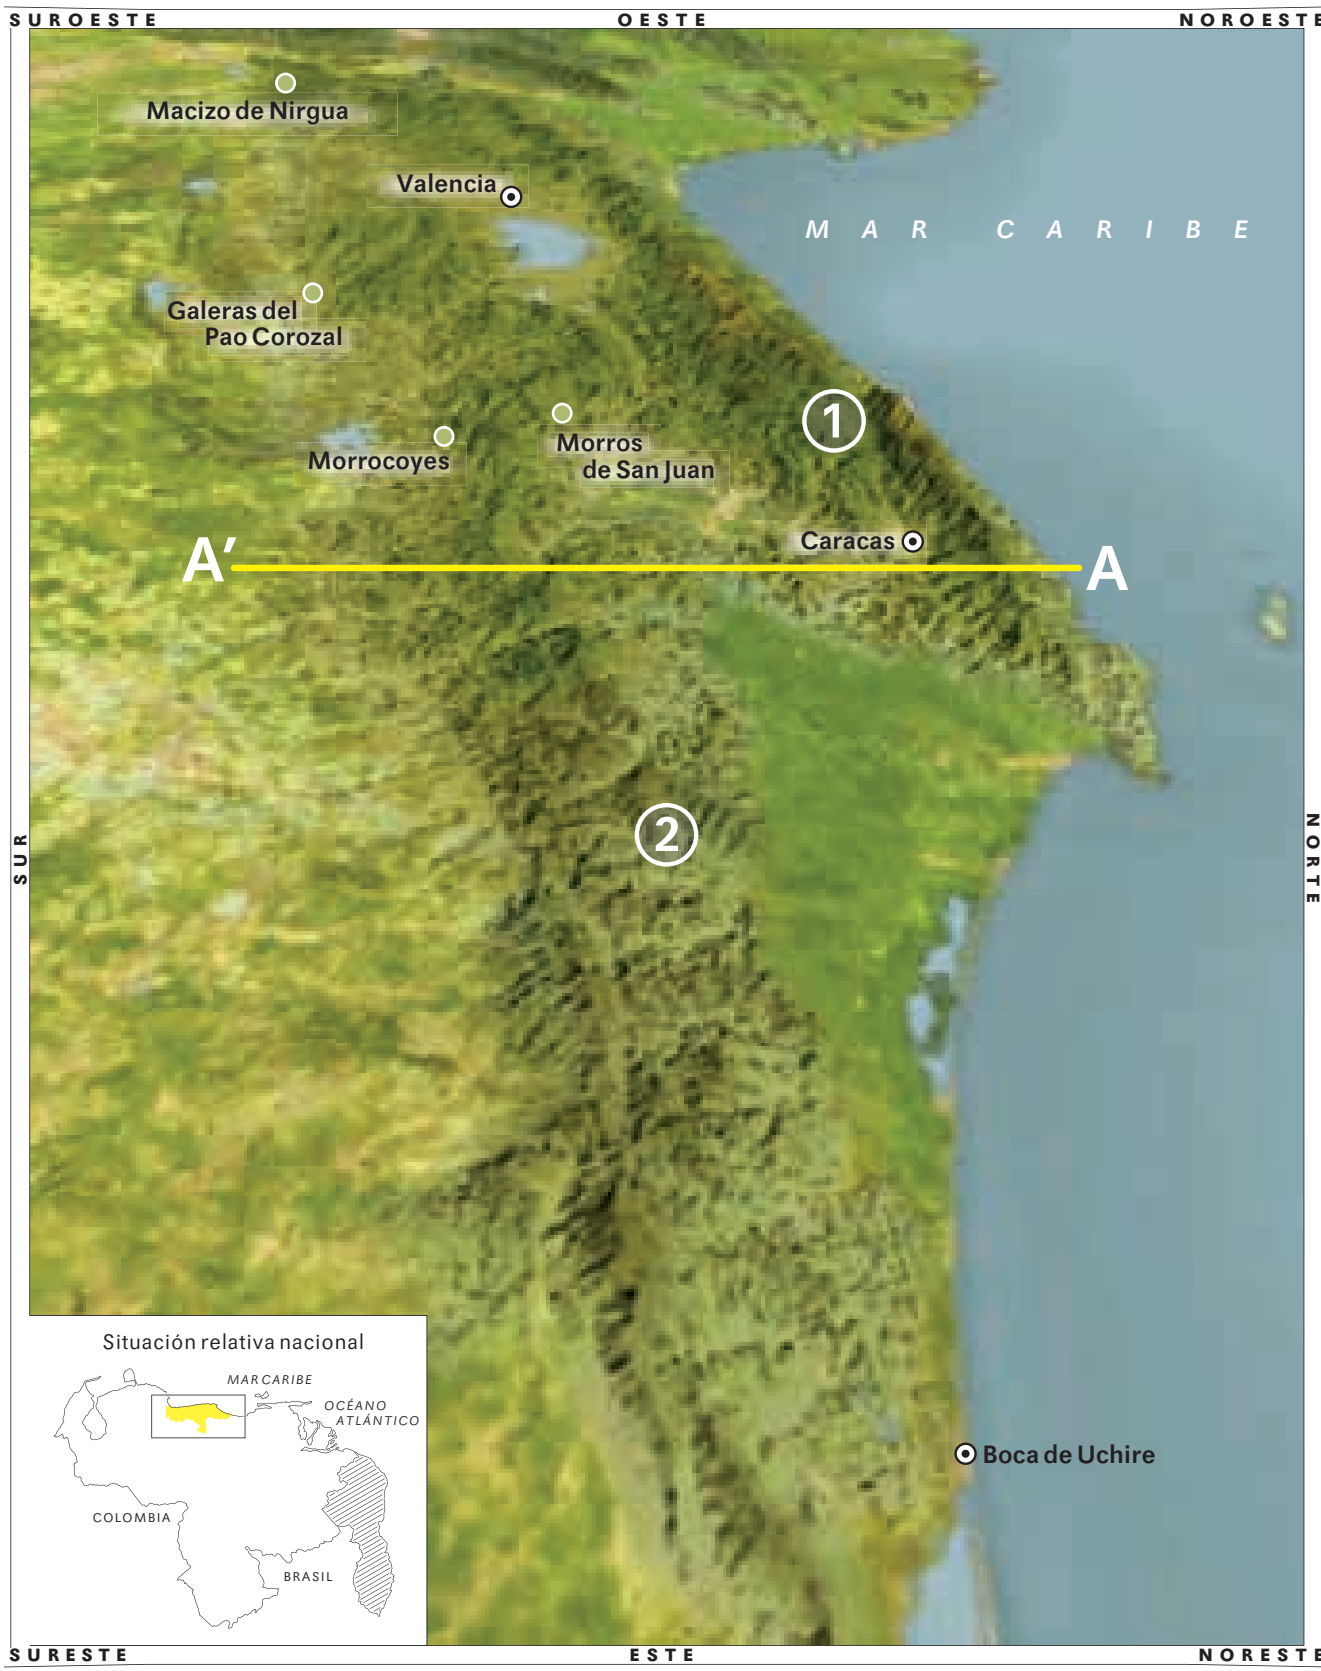 SUROESTE
OESTE
NOROESTE
Macizo de Nirgua
Valencia
MAR CARIBE
Galeras del
Pao Corozal
1
Morros
de San Juan
Morrocoyes
Caracas
A′
A
2
SUR
NORTE
Situación relativa nacional
MAR CARIBE
OCÉANO
ATLÁNTICO
COLOMBIA
BRASIL
Boca de Uchire
SURESTE
ESTE
NORESTE